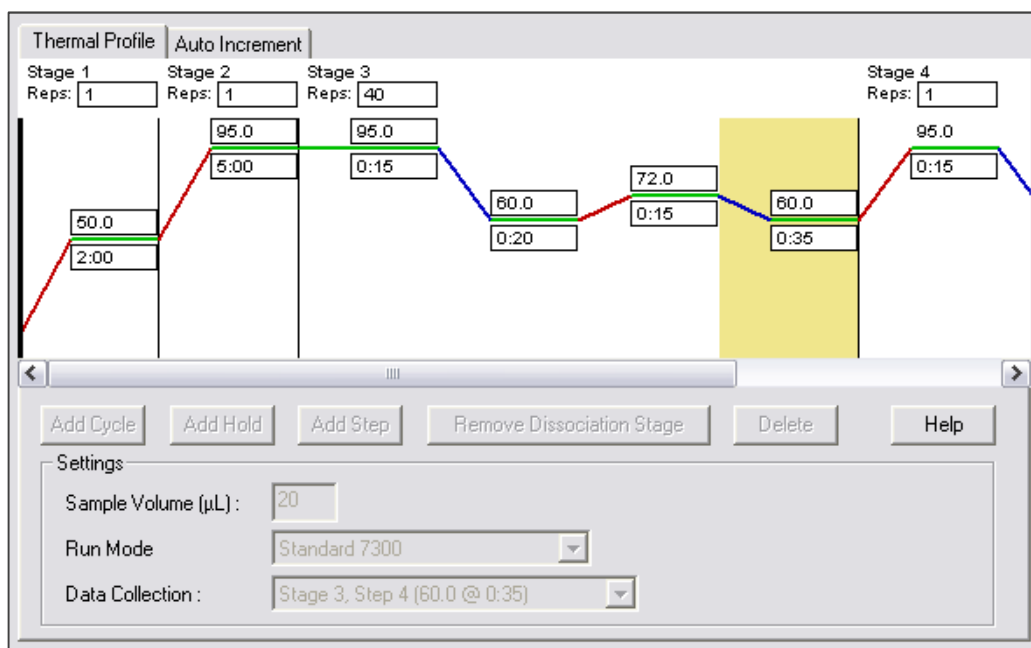 Thermal Profile Auto Increment
Stage 1 Stage 2 Stage 3 Stage 4
Reps: 1 Reps: 1 Reps: 40 Reps: 1
95.0 95.0 95.0
5:00 0:15 0:15
72.0
60.0 60.0
50.0 0:15
0:20 0:35
2:00
Add Cycle Add Hold Add Step Remove Dissociation Stage Delete Help
Settings
Sample Volume (µL) : 20
Run Mode Standard 7300
Data Collection : Stage 3, Step 4 (60.0 @ 0:35)